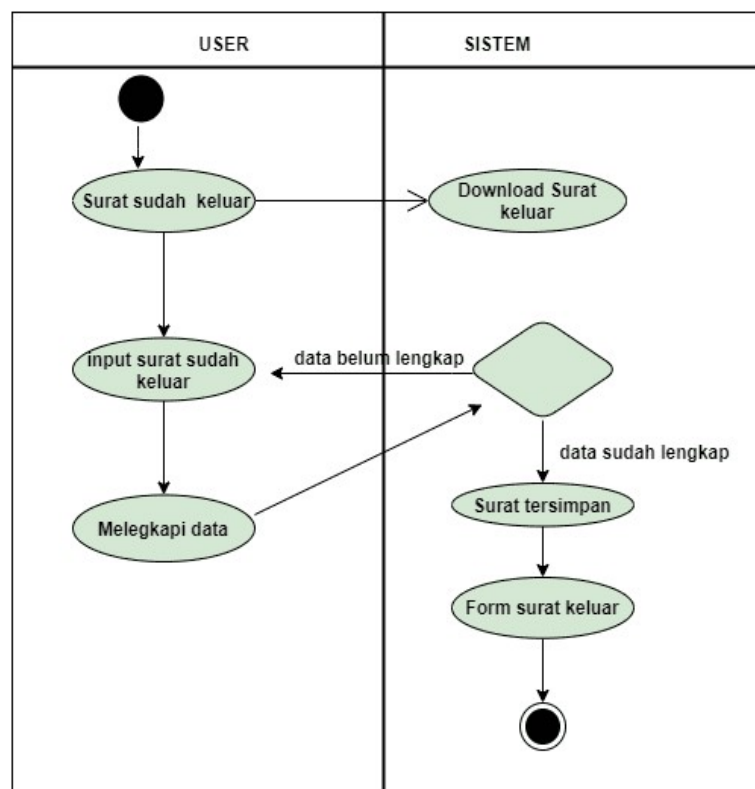 USER
SISTEM
Surat sudah keluar
Download Surat
keluar
input surat sudah
keluar
data belum lengkap
data sudah lengkap
Melegkapi data
Surat tersimpan
Form surat keluar